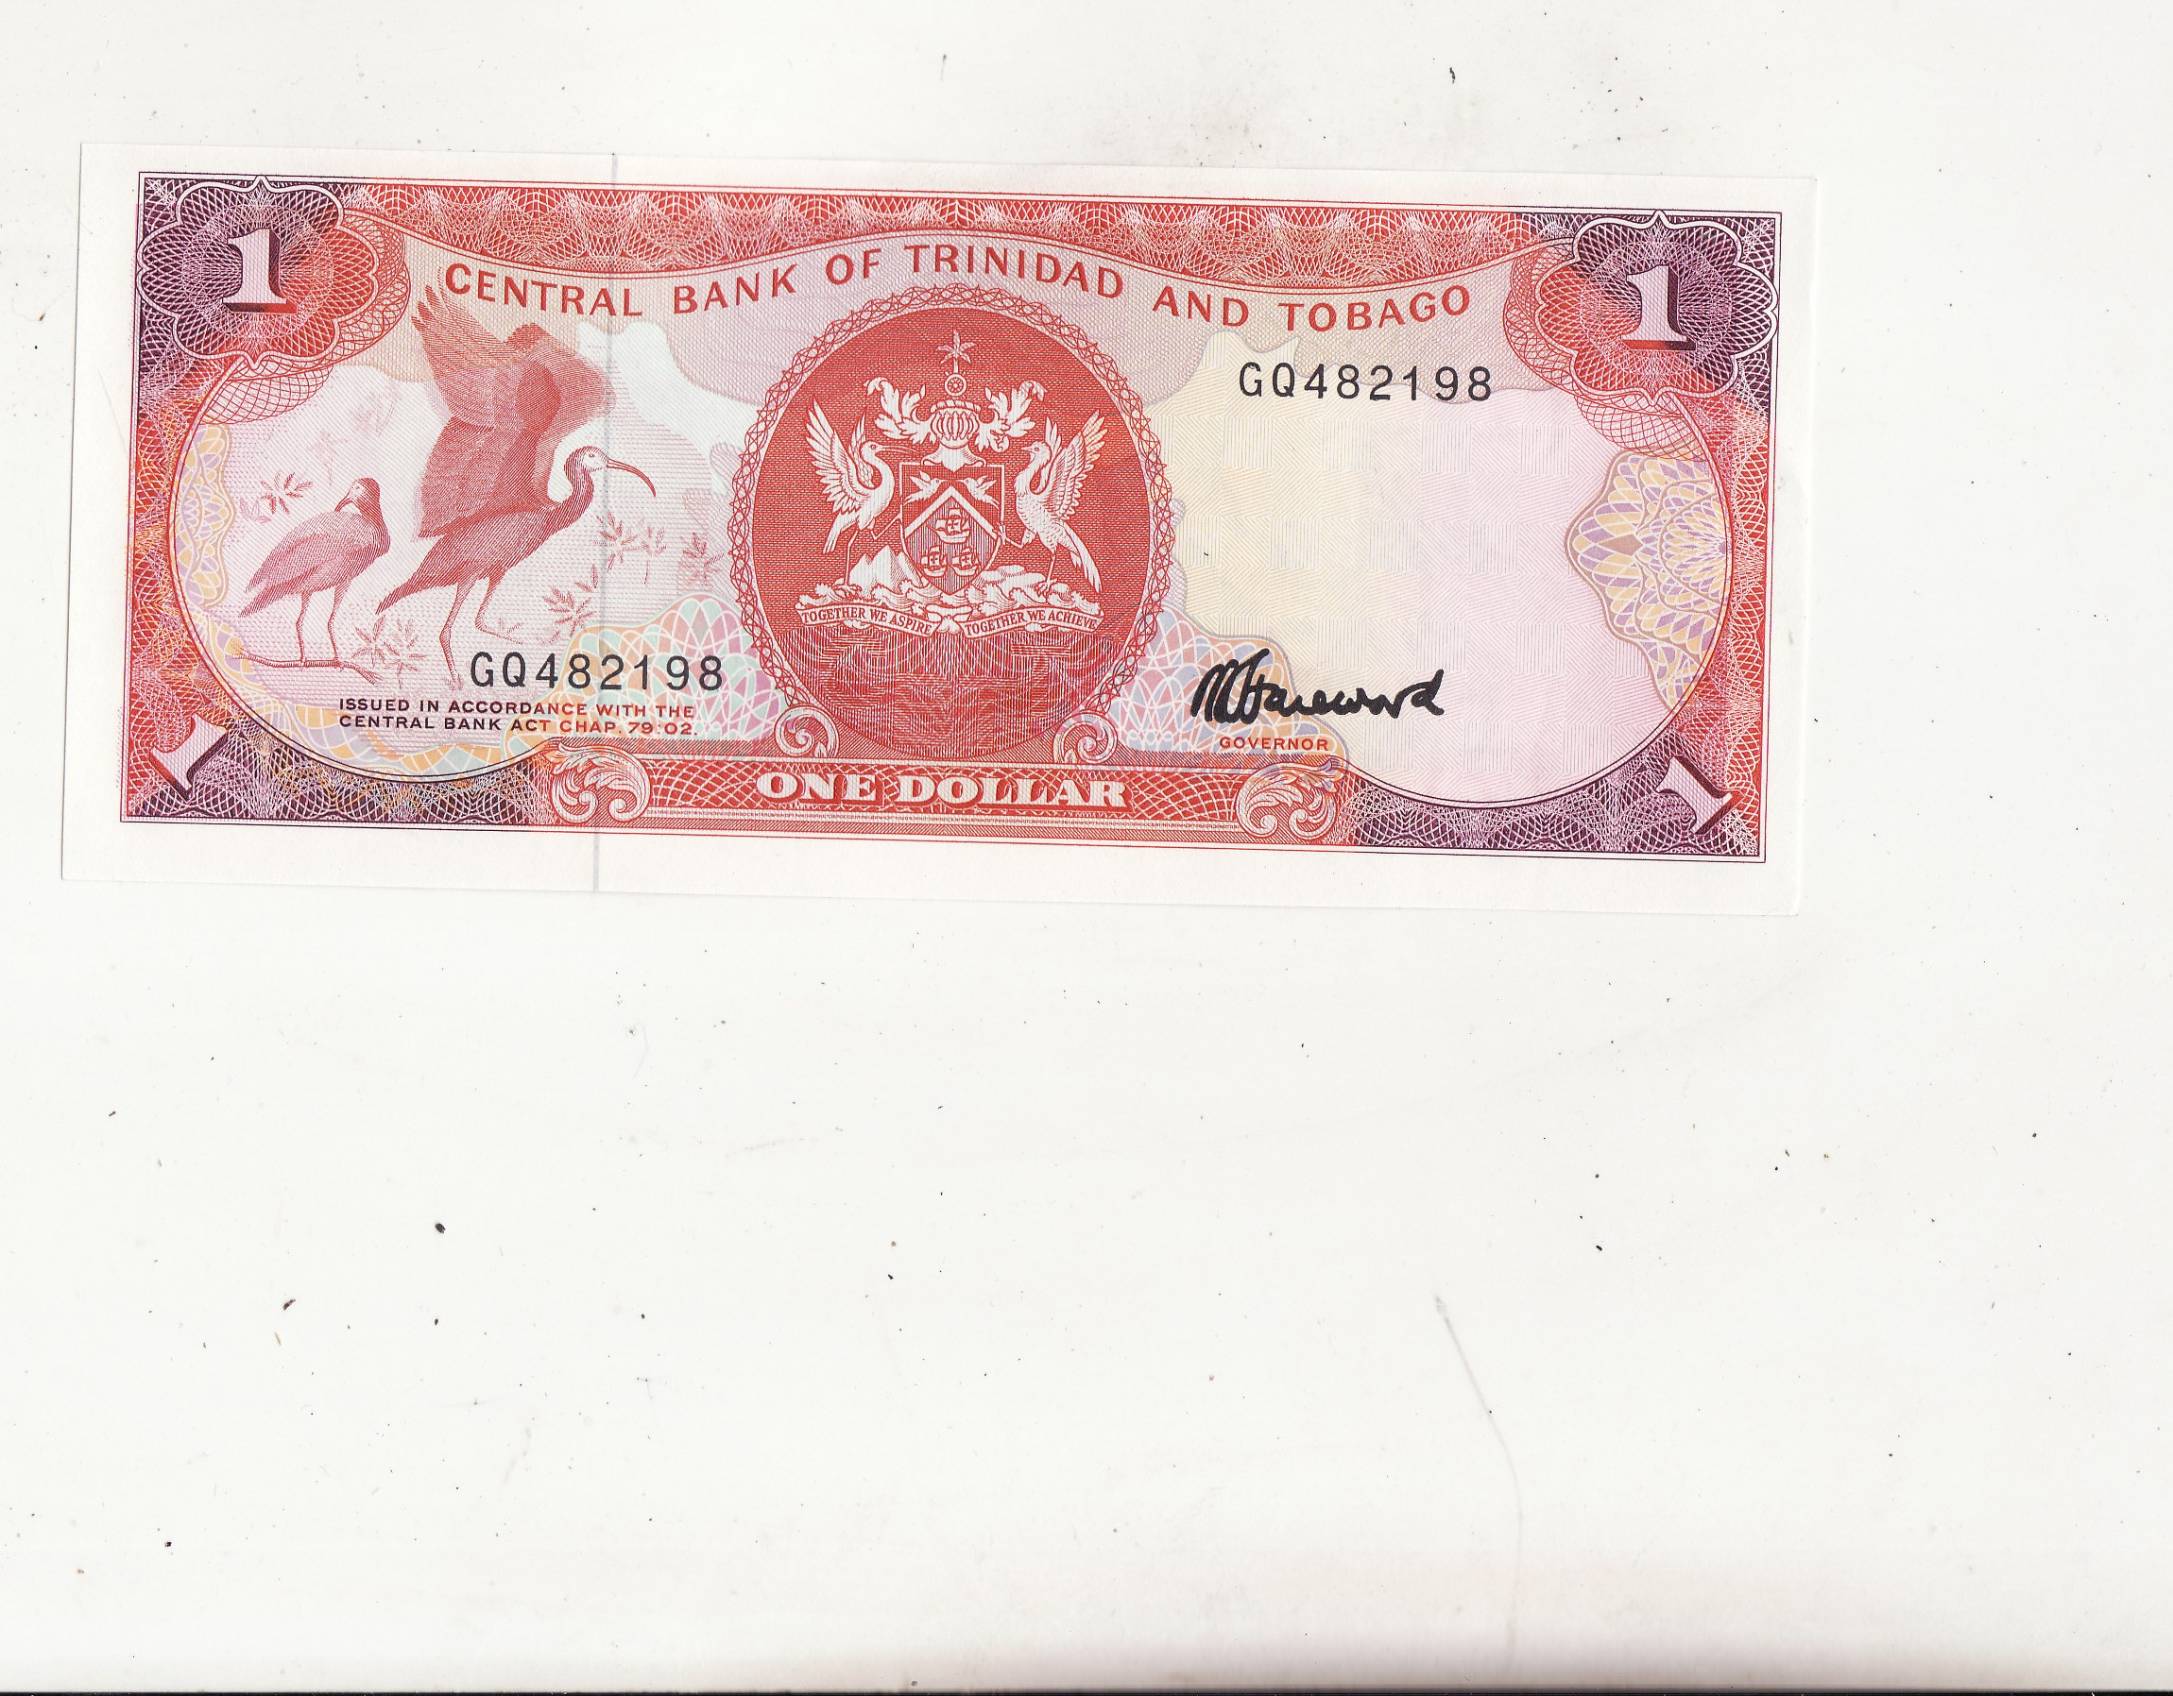 1
1
CENTRAL BANK OF TRINIDAD AND TOBAGO
GQ482198
TOGETHER WE ASPIRE TOGETHER WE ACHIEVE
GQ482198
ISSUED IN ACCORDANCE WITH THE
CENTRAL BANK ACT CHAP. 79:02.
GOVERNOR
1
ONE DOLLAR
1